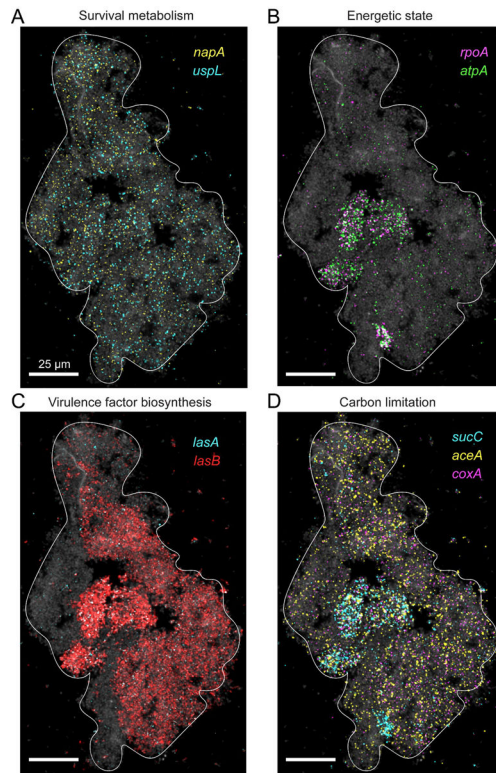 A
Survival metabolism
napA
uspL
25 µm
B
Energetic state
rpoA
atpA
C
Virulence factor biosynthesis
lasA
lasB
D
Carbon limitation
sucC
aceA
coxA